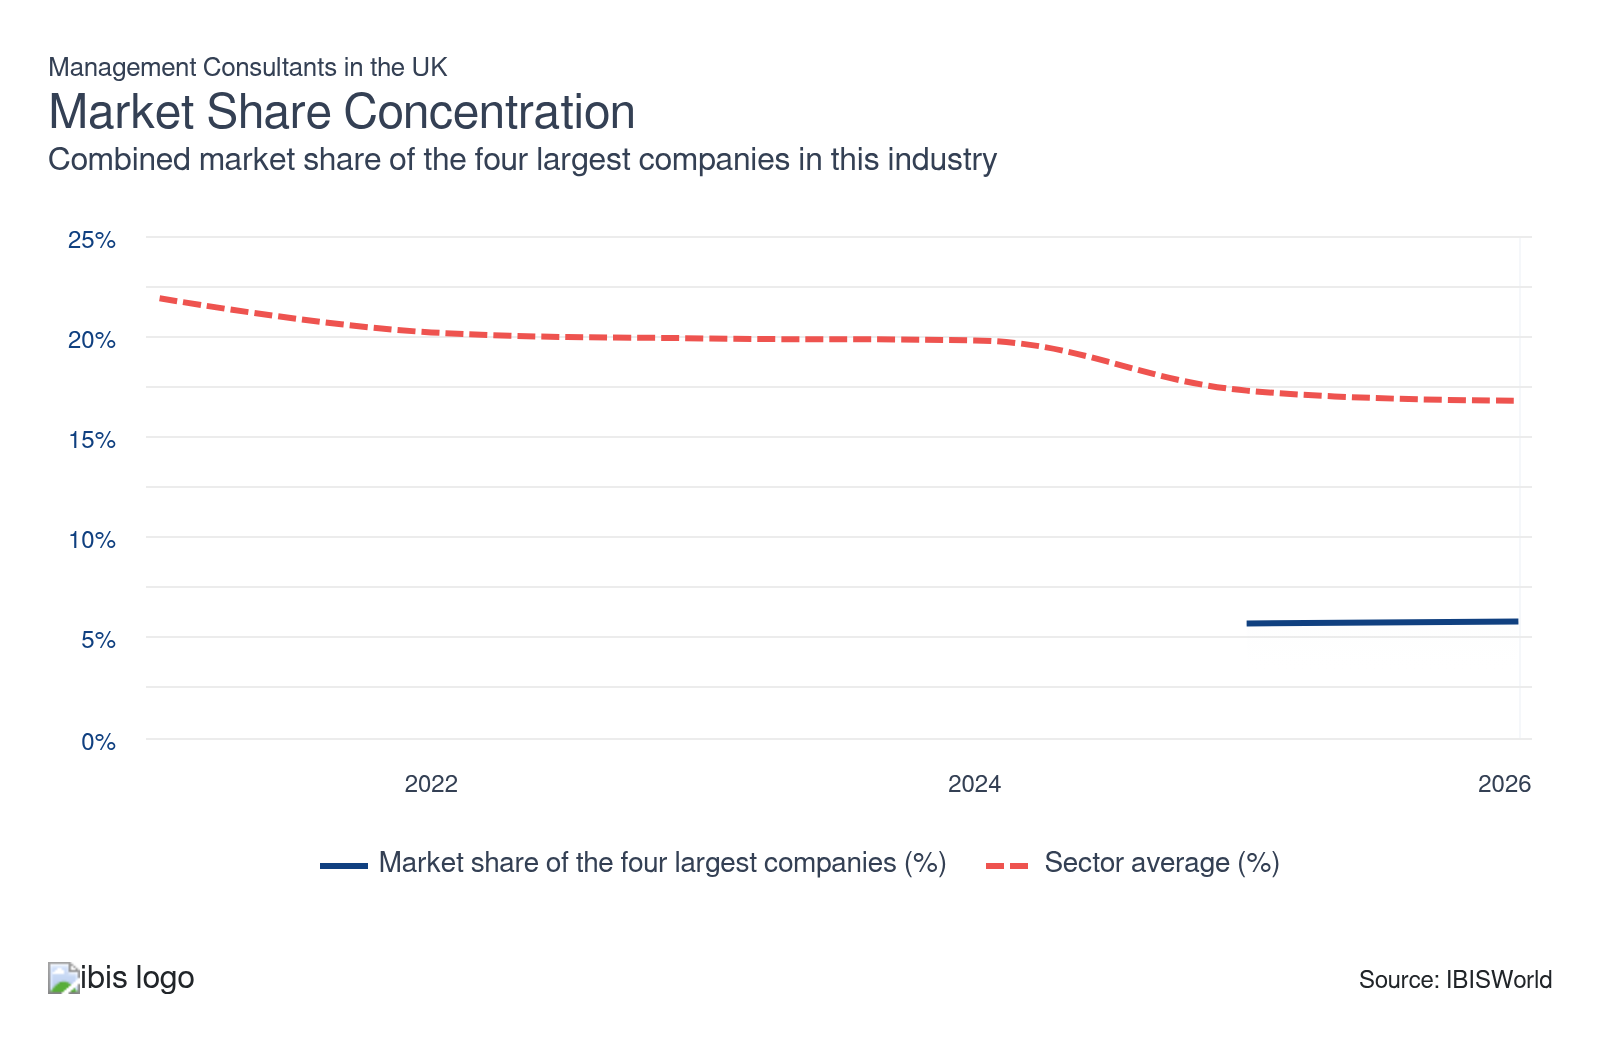 Management Consultants in the UK
Market Share Concentration
Combined market share of the four largest companies in this industry
25%
20%
15%
10%
5%
0%
2022 2024 2026
Market share of the four largest companies (%) Sector average (%)
ibis logo Source: IBISWorld